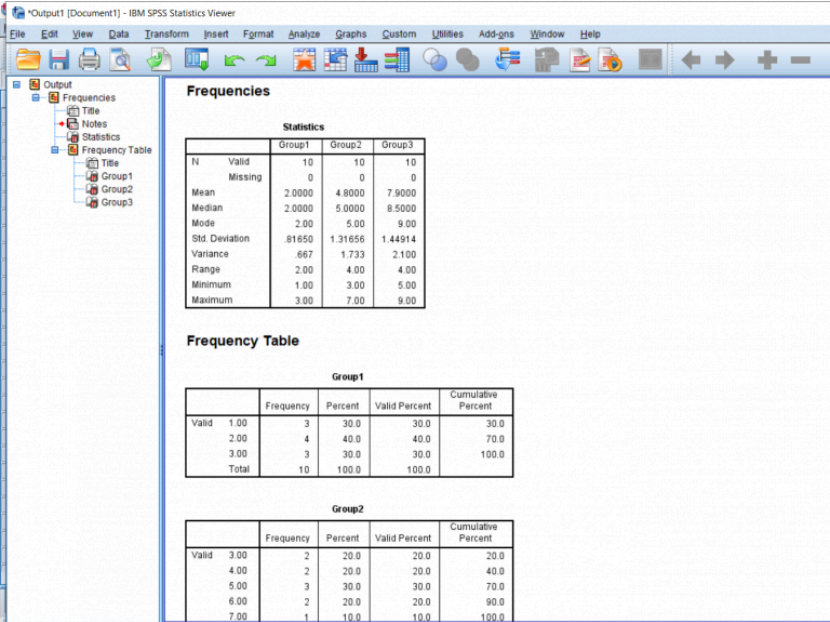 *Output1 [Document1] - IBM SPSS Statistics Viewer
File Edit View Data Transform Insert Format Analyze Graphs Custom Utilities Add-ons Window Help
Output
Frequencies
Title
Notes
Statistics
Frequency Table
Title
Group1
Group2
Group3
Frequencies
Statistics
Group1 Group2 Group3
N Valid 10 10 10
Missing 0 0 0
Mean 2.0000 4.8000 7.9000
Median 2.0000 5.0000 8.5000
Mode 2.00 5.00 9.00
Std. Deviation .81650 1.31656 1.44914
Variance .667 1.733 2.100
Range 2.00 4.00 4.00
Minimum 1.00 3.00 5.00
Maximum 3.00 7.00 9.00
Frequency Table
Group1
Frequency Percent Valid Percent Cumulative Percent
Valid 1.00 3 30.0 30.0 30.0
2.00 4 40.0 40.0 70.0
3.00 3 30.0 30.0 100.0
Total 10 100.0 100.0
Group2
Frequency Percent Valid Percent Cumulative Percent
Valid 3.00 2 20.0 20.0 20.0
4.00 2 20.0 20.0 40.0
5.00 3 30.0 30.0 70.0
6.00 2 20.0 20.0 90.0
7.00 1 10.0 10.0 100.0